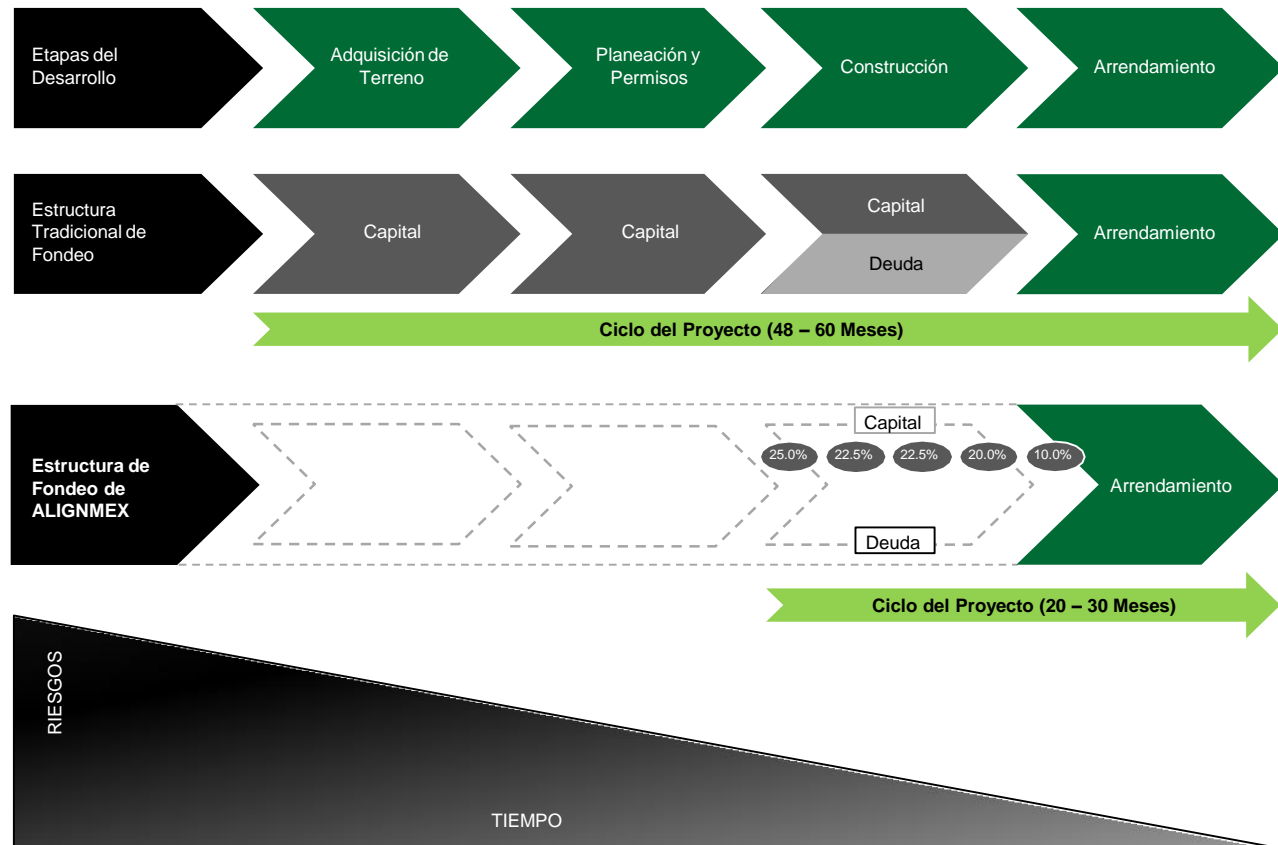 Etapas del
Desarrollo
Adquisición de
Terreno
Planeación y
Permisos
Construcción
Arrendamiento
Estructura
Tradicional de
Fondeo
Capital
Capital
Capital
Deuda
Arrendamiento
Ciclo del Proyecto (48 – 60 Meses)
Estructura de
Fondeo de
ALIGNMEX
Capital
25.0%
22.5%
22.5%
20.0%
10.0%
Deuda
Arrendamiento
Ciclo del Proyecto (20 – 30 Meses)
RIESGOS
TIEMPO